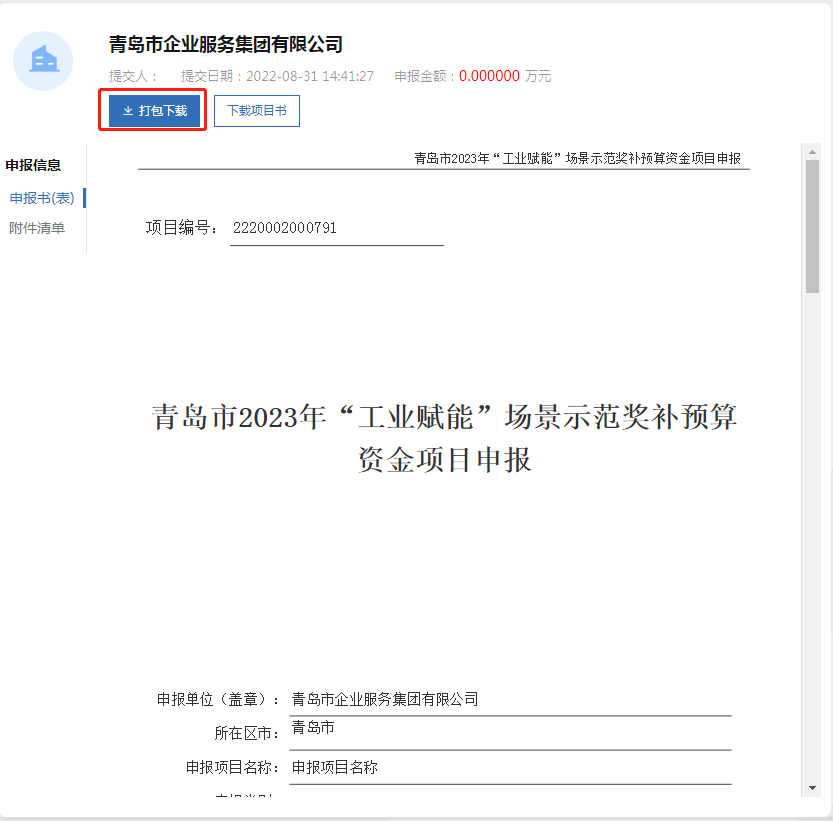 青岛市企业服务集团有限公司
提交人： 提交日期：2022-08-31 14:41:27 申报金额：0.000000 万元
打包下载 下载项目书
申报信息
申报书(表)
附件清单
青岛市2023年“工业赋能”场景示范奖补预算资金项目申报
项目编号： 2220002000791
青岛市2023年“工业赋能”场景示范奖补预算
资金项目申报
申报单位（盖章）： 青岛市企业服务集团有限公司
所在区市： 青岛市
申报项目名称： 申报项目名称